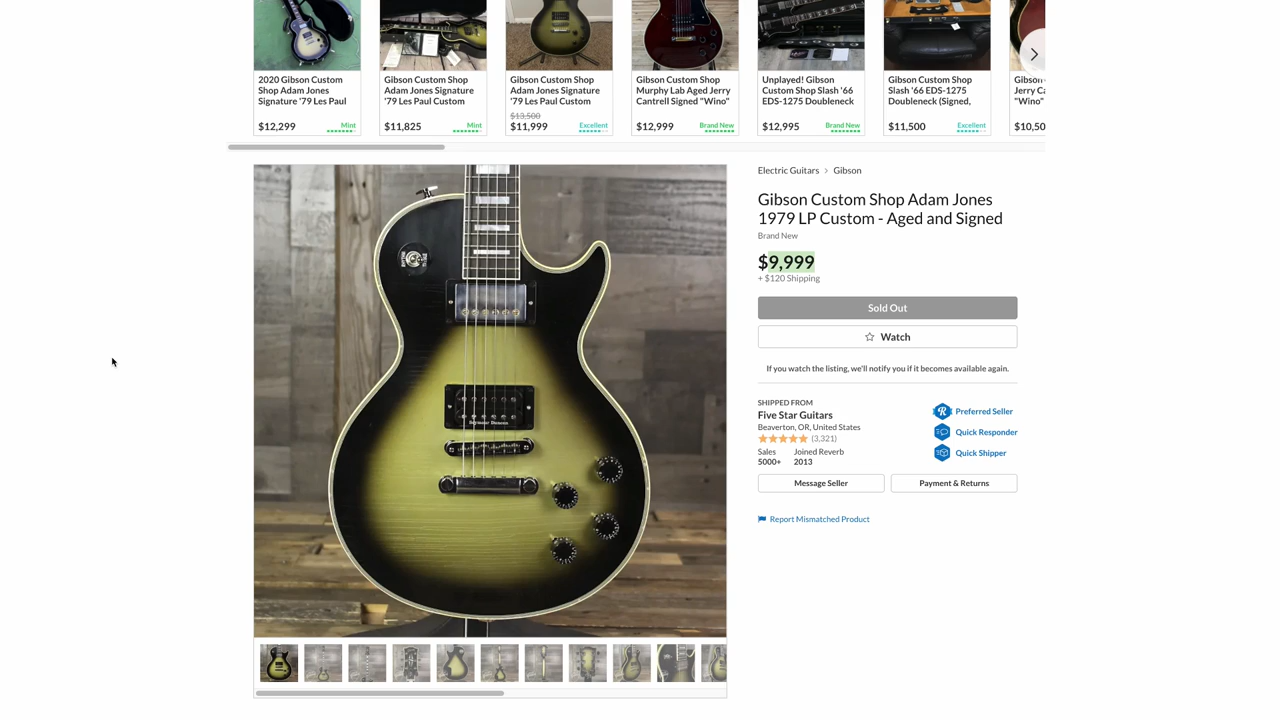 2020 Gibson Custom
Shop Adam Jones
Signature '79 Les Paul
$12,299
Mint
Gibson Custom Shop
Adam Jones Signature
'79 Les Paul Custom
$11,825
Mint
Gibson Custom Shop
Adam Jones Signature
'79 Les Paul Custom
$13,500
$11,999
Excellent
Gibson Custom Shop
Murphy Lab Aged Jerry
Cantrell Signed "Wino"
$12,999
Brand New
Unplayed! Gibson
Custom Shop Slash '66
EDS-1275 Doubleneck
$12,995
Brand New
Gibson Custom Shop
Slash '66 EDS-1275
Doubleneck (Signed,
$11,500
Excellent
Gibson
Jerry Ca
"Wino"
$10,50
Electric Guitars > Gibson
Gibson Custom Shop Adam Jones
1979 LP Custom - Aged and Signed
Brand New
$9,999
+ $120 Shipping
Sold Out
Watch
If you watch the listing, we'll notify you if it becomes available again.
SHIPPED FROM
Five Star Guitars
Beaverton, OR, United States
(3,321)
Sales
5000+
Joined Reverb
2013
Preferred Seller
Quick Responder
Quick Shipper
Message Seller
Payment & Returns
Report Mismatched Product
Seymour Duncan